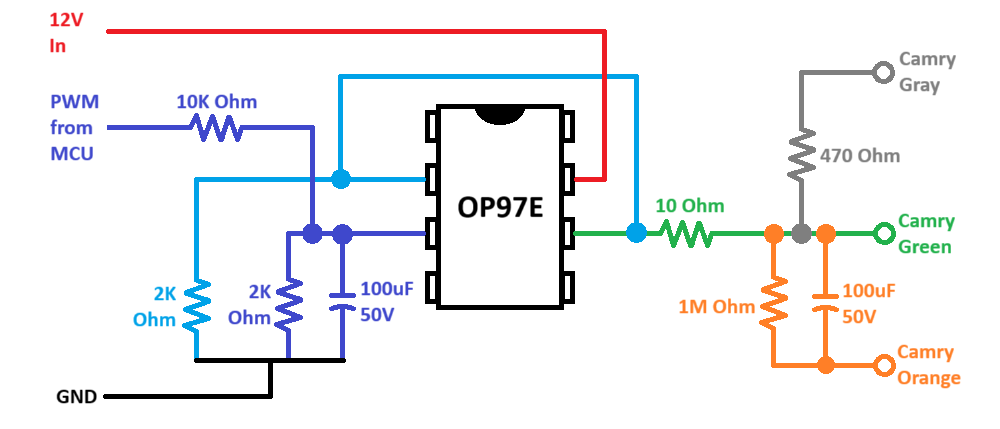 12V
In
PWM
from
MCU
10K Ohm
OP97E
2K
Ohm
2K
Ohm
100uF
50V
GND
10 Ohm
470 Ohm
Camry
Gray
Camry
Green
1M Ohm
100uF
50V
Camry
Orange